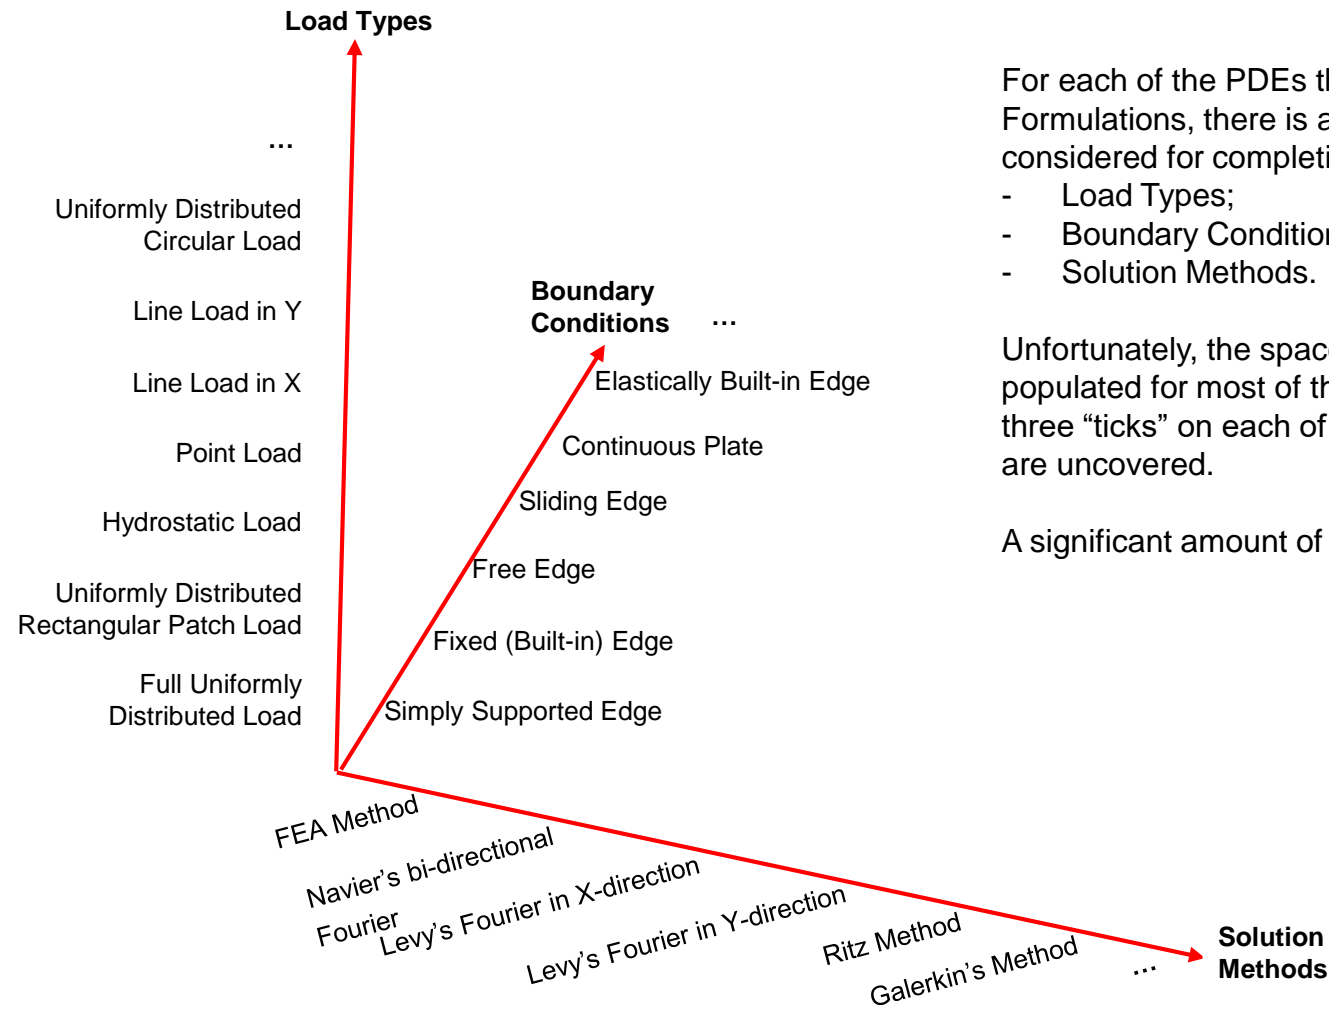 Load Types
…
Uniformly Distributed
Circular Load
Line Load in Y
Line Load in X
Point Load
Hydrostatic Load
Uniformly Distributed
Rectangular Patch Load
Full Uniformly
Distributed Load
Boundary
Conditions …
Elastically Built-in Edge
Continuous Plate
Sliding Edge
Free Edge
Fixed (Built-in) Edge
Simply Supported Edge
FEA Method
Navier's bi-directional
Fourier
Levy's Fourier in X-direction
Levy's Fourier in Y-direction
Ritz Method
Galerkin's Method
…
Solution
Methods
For each of the PDEs
Formulations, there is
considered for
- Load Types;
- Boundary
- Solution Methods.
Unfortunately, the
populated for most of
three “ticks” on each of
are uncovered.
A significant amount of